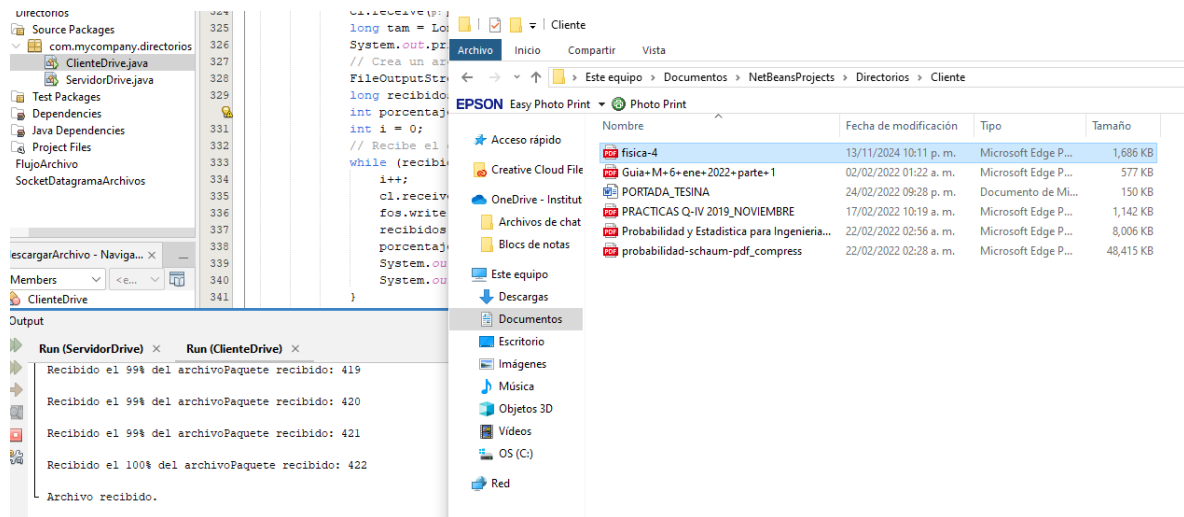 Directorios
Source Packages
com.mycompany.directorios
ClienteDrive.java
ServidorDrive.java
Test Packages
Dependencies
Java Dependencies
Project Files
FlujoArchivo
SocketDatagramaArchivos
escargarArchivo - Naviga... ×
Members
<e...
ClienteDrive
324 cl.receive(p
325 long tam = Lo
326 System.out.pr
327 // Crea un ar
328 FileOutputStr
329 long recibido
int porcentaj
331 int i = 0;
332 // Recibe el
333 while (recibi
334 i++;
335 cl.receiv
336 fos.write
337 recibidos
338 porcentaj
339 System.ou
340 System.ou
341 }
Output
Run (ServidorDrive) × Run (ClienteDrive) ×
Recibido el 99% del archivoPaquete recibido: 419
Recibido el 99% del archivoPaquete recibido: 420
Recibido el 99% del archivoPaquete recibido: 421
Recibido el 100% del archivoPaquete recibido: 422
Archivo recibido.
Cliente
Archivo Inicio Compartir Vista
Este equipo > Documentos > NetBeansProjects > Directorios > Cliente
EPSON Easy Photo Print Photo Print
Acceso rápido
Creative Cloud File
OneDrive - Institut
Archivos de chat
Blocs de notas
Este equipo
Descargas
Documentos
Escritorio
Imágenes
Música
Objetos 3D
Vídeos
OS (C:)
Red
Nombre Fecha de modificación Tipo Tamaño
fisica-4 13/11/2024 10:11 p. m. Microsoft Edge P... 1,686 KB
Guia+M+6+ene+2022+parte+1 02/02/2022 01:22 a. m. Microsoft Edge P... 577 KB
PORTADA_TESINA 24/02/2022 09:28 p. m. Documento de Mi... 150 KB
PRACTICAS Q-IV 2019_NOVIEMBRE 17/02/2022 10:19 a. m. Microsoft Edge P... 1,142 KB
Probabilidad y Estadistica para Ingenieria... 22/02/2022 02:56 a. m. Microsoft Edge P... 8,006 KB
probabilidad-schaum-pdf_compress 22/02/2022 02:28 a. m. Microsoft Edge P... 48,415 KB